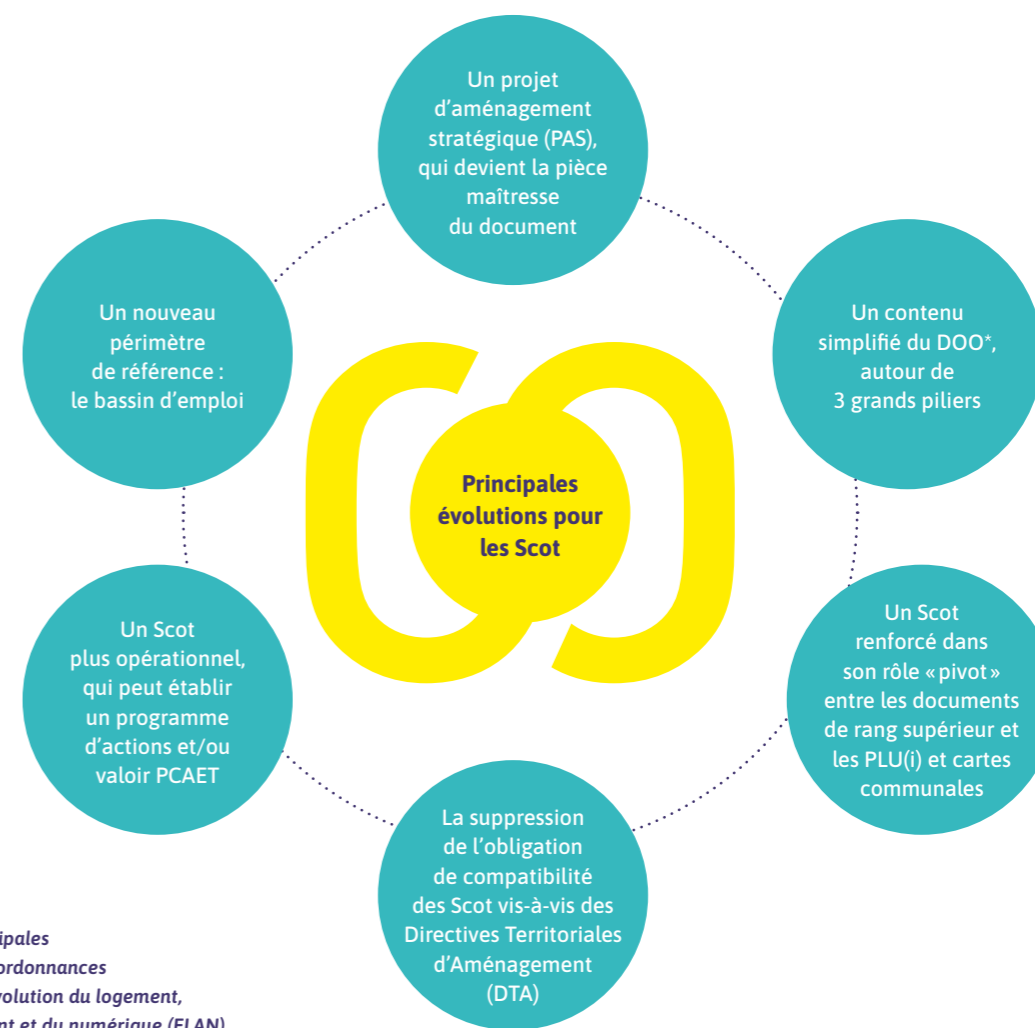 Un projet
d’aménagement
stratégique (PAS),
qui devient la pièce
maîtresse
du document
Un nouveau
périmètre
de référence :
le bassin d’emploi
Un contenu
simplifié du DOO*,
autour de
3 grands piliers
Principales
évolutions pour
les Scot
Un Scot
plus opérationnel,
qui peut établir
un programme
d’actions et/ou
valoir PCAET
Un Scot
renforcé dans
son rôle « pivot »
entre les documents
de rang supérieur et
les PLU(i) et cartes
communales
La suppression
de l’obligation
de compatibilité
des Scot vis-à-vis des
Directives Territoriales
d’Aménagement
(DTA)
ordonnances
du logement,
et du numérique (ELAN)